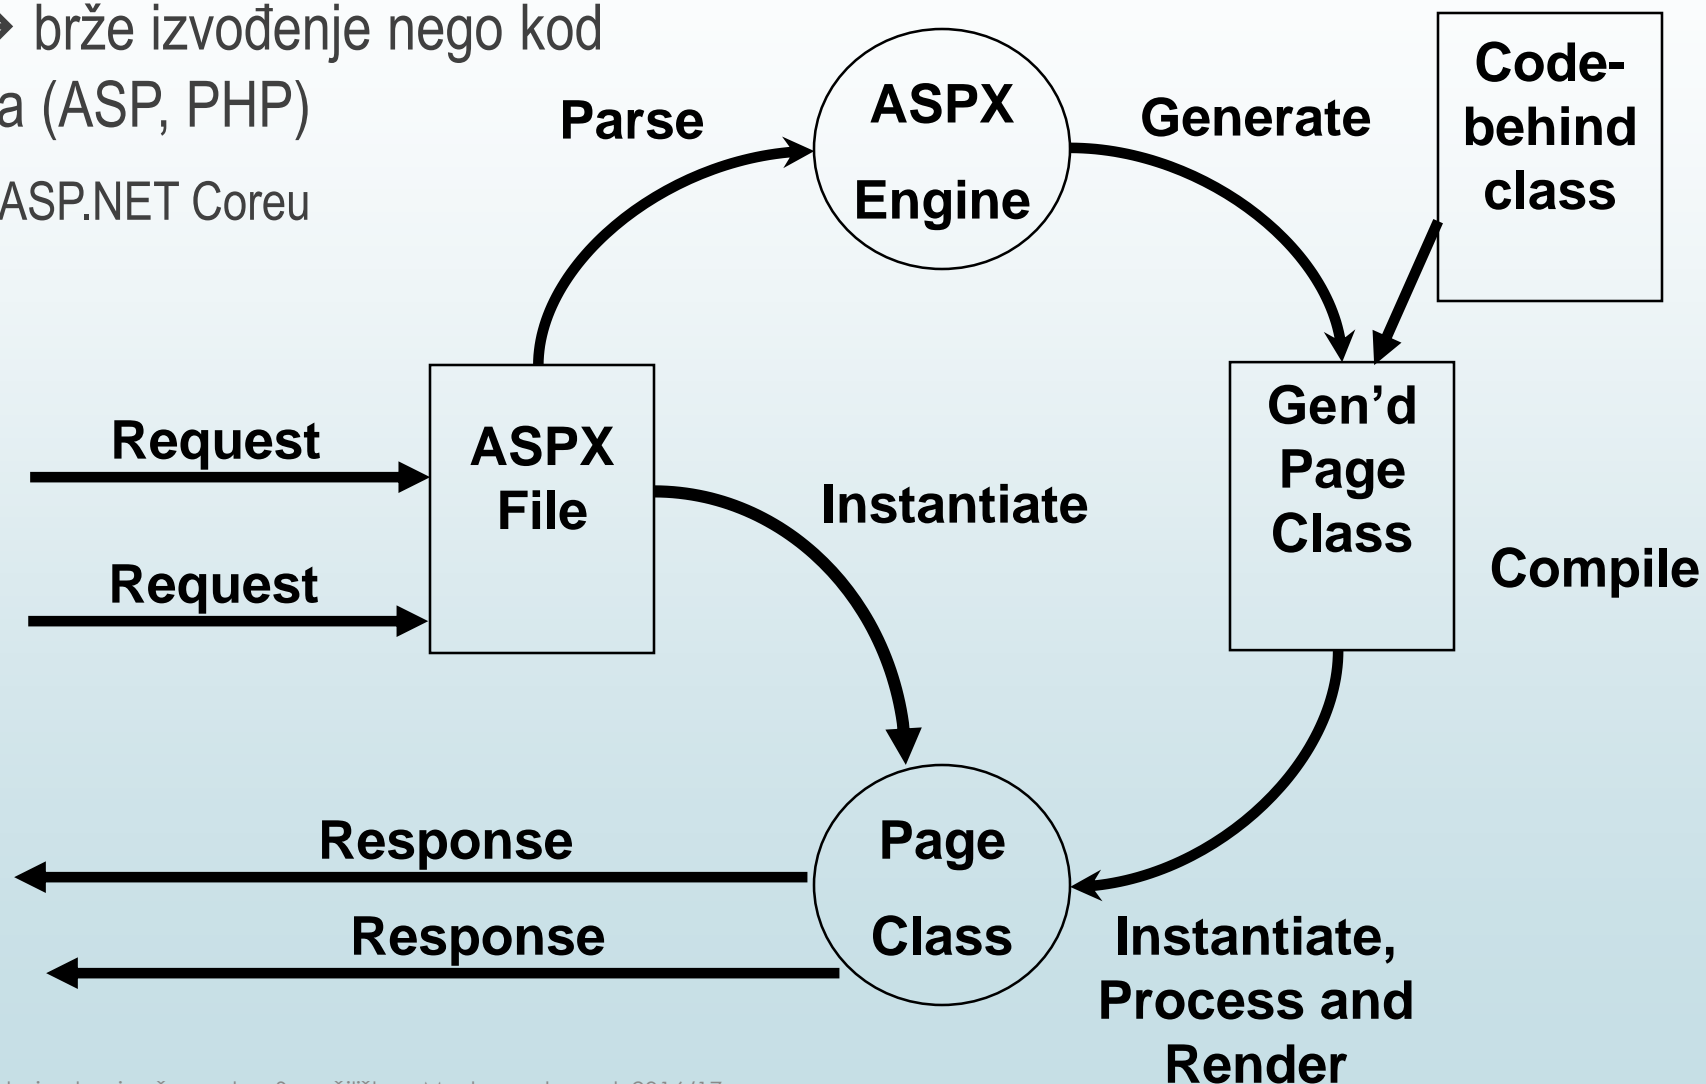 brže izvođenje nego kod
a (ASP, PHP)
ASP.NET Coreu
Parse
ASPX
Engine
Generate
Code-
behind
class
Request
Request
ASPX
File
Instantiate
Gen’d
Page
Class
Compile
Response
Response
Page
Class
Instantiate,
Process and
Render